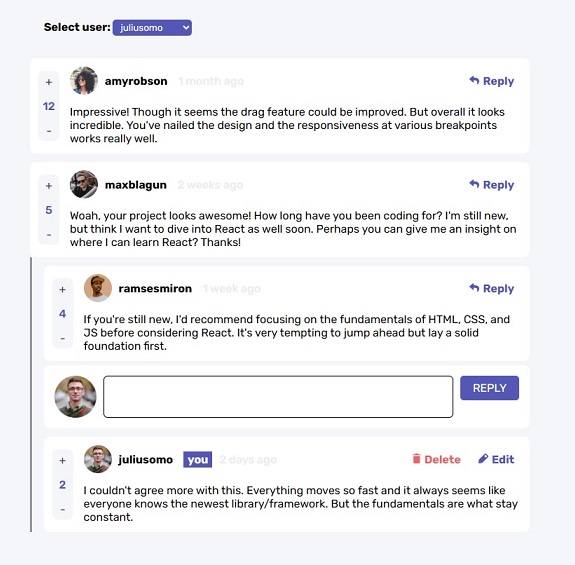 Select user: juliusomo
+
12
-
amyrobson 1 month ago
Reply
Impressive! Though it seems the drag feature could be improved. But overall it looks
incredible. You've nailed the design and the responsiveness at various breakpoints
works really well.
+
5
-
maxblagun 2 weeks ago
Reply
Woah, your project looks awesome! How long have you been coding for? I'm still new,
but think I want to dive into React as well soon. Perhaps you can give me an insight on
where I can learn React? Thanks!
+
4
-
ramsesmiron 1 week ago
Reply
If you're still new, I'd recommend focusing on the fundamentals of HTML, CSS, and
JS before considering React. It's very tempting to jump ahead but lay a solid
foundation first.
REPLY
+
2
-
juliusomo you 2 days ago
Delete Edit
I couldn't agree more with this. Everything moves so fast and it always seems like
everyone knows the newest library/framework. But the fundamentals are what stay
constant.